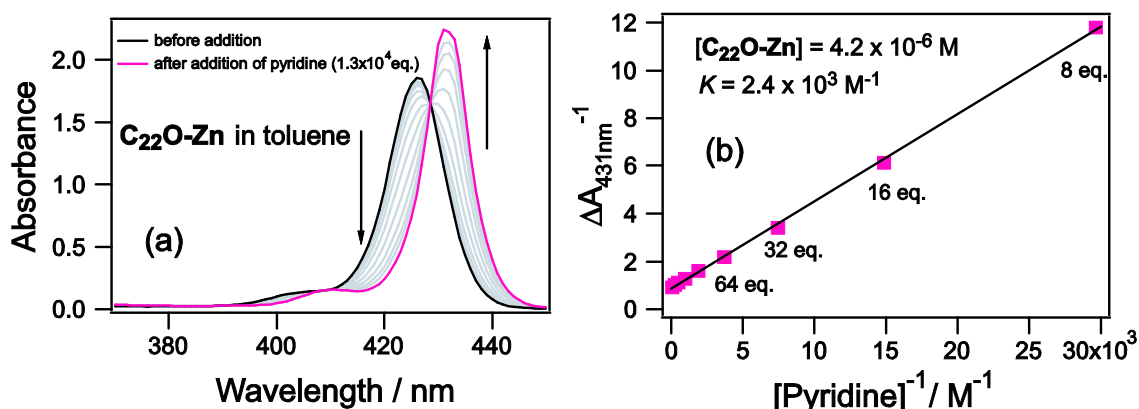 before addition
after addition of pyridine (1.3x10⁴eq.)
C₂₂O-Zn in toluene
(a)
Absorbance
2.0
1.5
1.0
0.5
0.0
380
400
420
440
Wavelength / nm
[C₂₂O-Zn] = 4.2 x 10⁻⁶ M
K = 2.4 x 10³ M⁻¹
(b)
8 eq.
16 eq.
32 eq.
64 eq.
ΔA₄₃₁nm⁻¹
12
10
8
6
4
2
0
0
5
10
15
20
25
30x10³
[Pyridine]⁻¹/ M⁻¹